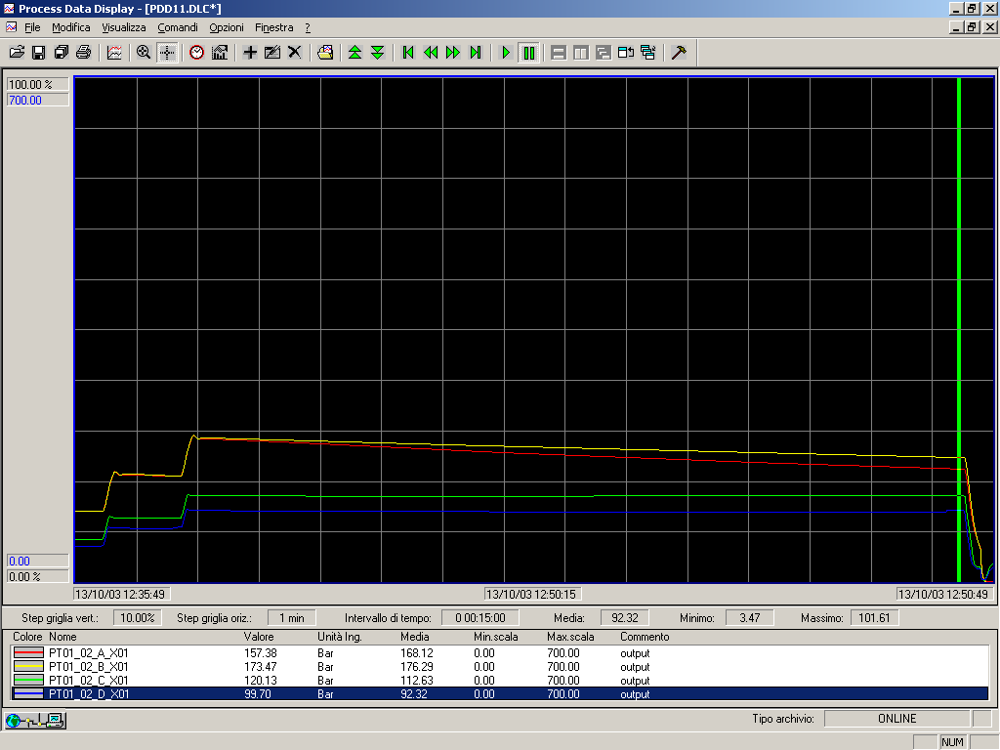 Process Data Display - [PDD11.DLC*]
File Modifica Visualizza Comandi Opzioni Finestra ?
100.00 %
700.00
0.00
0.00 %
13/10/03 12:35:49 13/10/03 12:50:15 13/10/03 12:50:49
Step griglia vert.: 10.00% Step griglia oriz.: 1 min Intervallo di tempo: 0 00:15:00 Media: 92.32 Minimo: 3.47 Massimo: 101.61
Colore Nome Valore Unità Ing. Media Min.scala Max.scala Commento
PT01_02_A_X01 157.38 Bar 168.12 0.00 700.00 output
PT01_02_B_X01 173.47 Bar 176.29 0.00 700.00 output
PT01_02_C_X01 120.13 Bar 112.63 0.00 700.00 output
PT01_02_D_X01 99.70 Bar 92.32 0.00 700.00 output
Tipo archivio: ONLINE
NUM